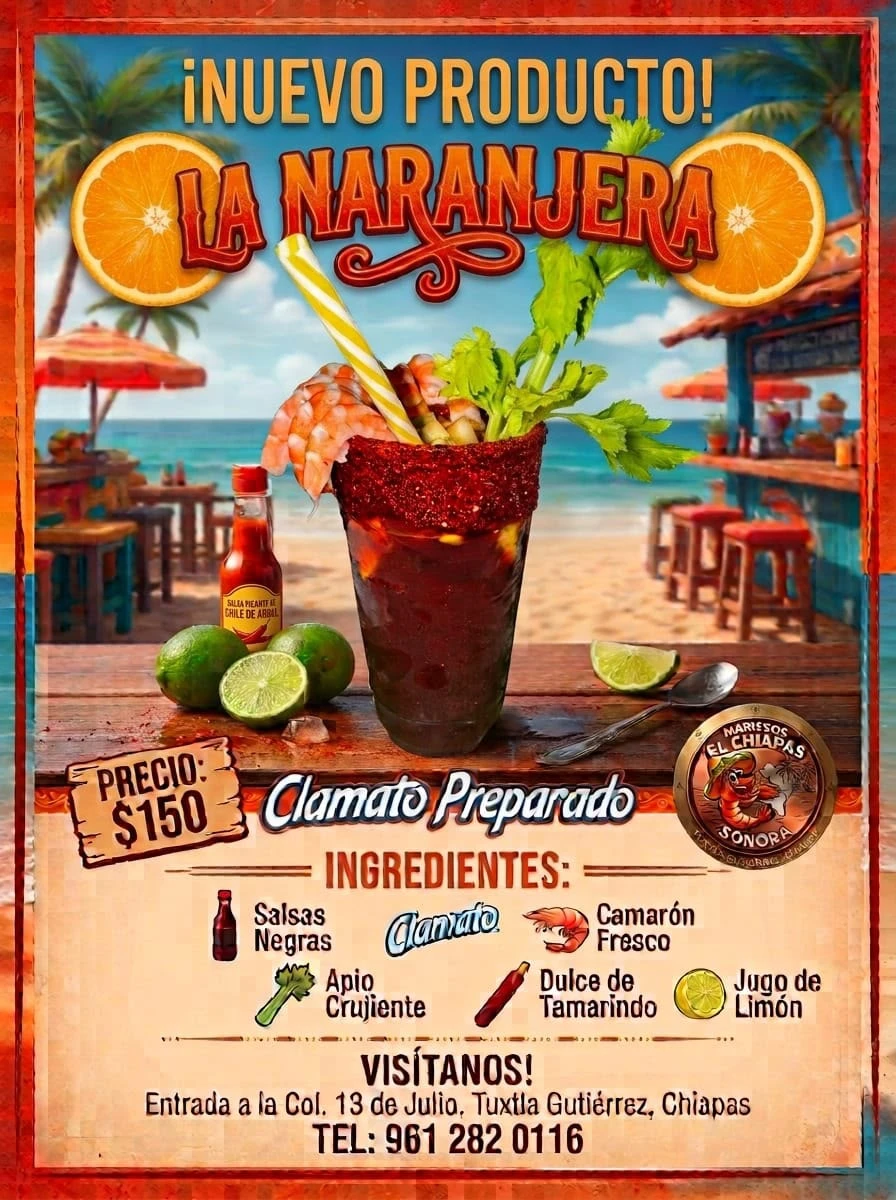 ¡NUEVO PRODUCTO!
LA NARANJERA
SALSA PICANTE DE
CHILE DE ARBOL
PRECIO:
$150
Clamato Preparado
MARISSOS
EL CHIAPAS
SONORA
INGREDIENTES:
Salsas
Negras
Clamato
Camarón
Fresco
Apio
Crujiente
Dulce de
Tamarindo
Jugo de
Limón
VISÍTANOS!
Entrada a la Col. 13 de Julio, Tuxtla Gutiérrez, Chiapas
TEL: 961 282 0116